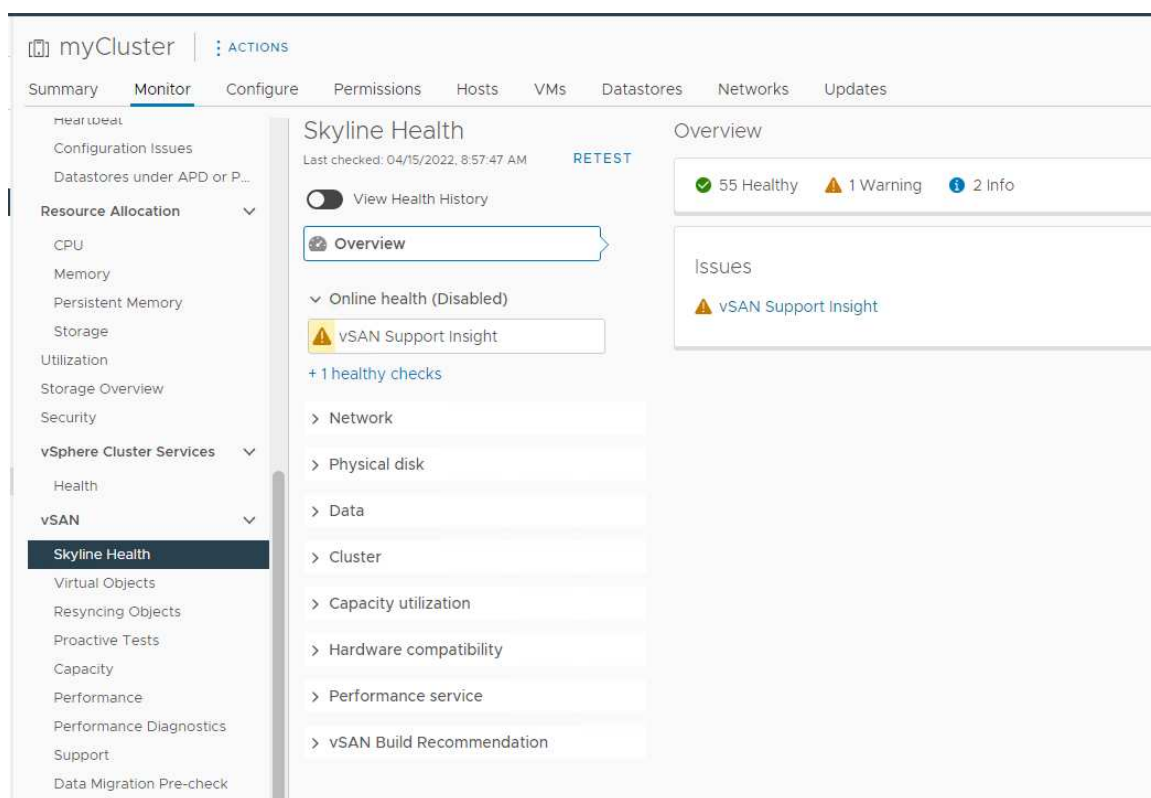 myCluster
ACTIONS
Summary Monitor Configure Permissions Hosts VMs Datastores Networks Updates
Heartbeat
Configuration Issues
Datastores under APD or P...
Resource Allocation
CPU
Memory
Persistent Memory
Storage
Utilization
Storage Overview
Security
vSphere Cluster Services
Health
vSAN
Skyline Health
Virtual Objects
Resyncing Objects
Proactive Tests
Capacity
Performance
Performance Diagnostics
Support
Data Migration Pre-check
Skyline Health
Last checked: 04/15/2022, 8:57:47 AM
RETEST
View Health History
Overview
Online health (Disabled)
vSAN Support Insight
+ 1 healthy checks
Network
Physical disk
Data
Cluster
Capacity utilization
Hardware compatibility
Performance service
vSAN Build Recommendation
Overview
55 Healthy 1 Warning 2 Info
Issues
vSAN Support Insight